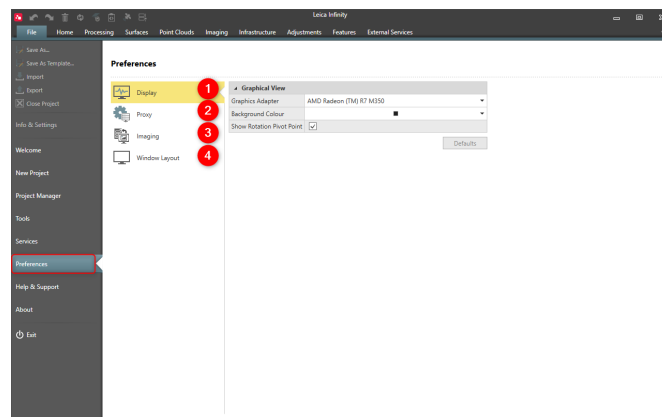 Leica Infinity
File Home Processing Surfaces Point Clouds Imaging Infrastructure Adjustments Features External Services
Save As...
Save As Template...
Import
Export
Close Project
Info & Settings
Welcome
New Project
Project Manager
Tools
Services
Preferences
Help & Support
About
Exit
Preferences
Display 1
Proxy 2
Imaging 3
Window Layout 4
Graphical View
Graphics Adapter AMD Radeon (TM) R7 M350
Background Colour
Show Rotation Pivot Point
Defaults